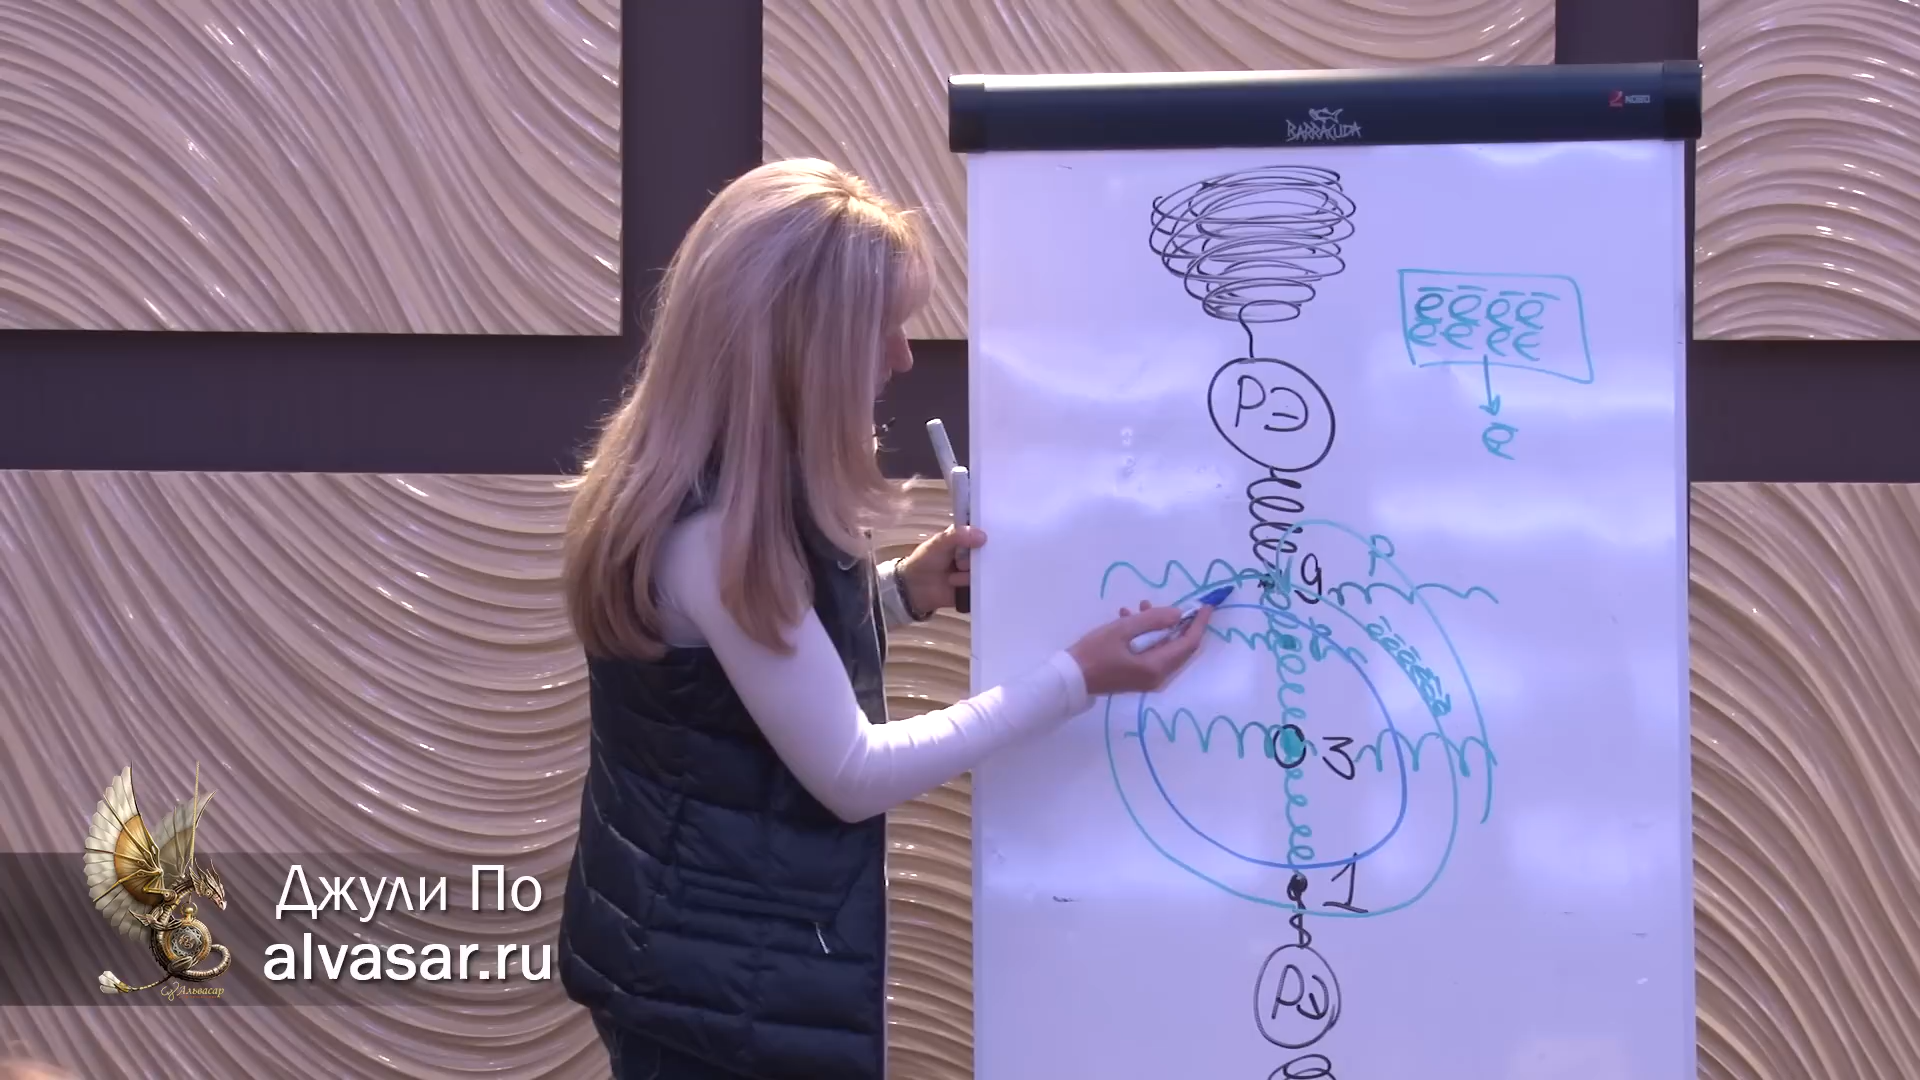 NOBO
BARRACUDA
РЭ
9
3
1
РЭ
Джули По
alvasar.ru
Альвасар